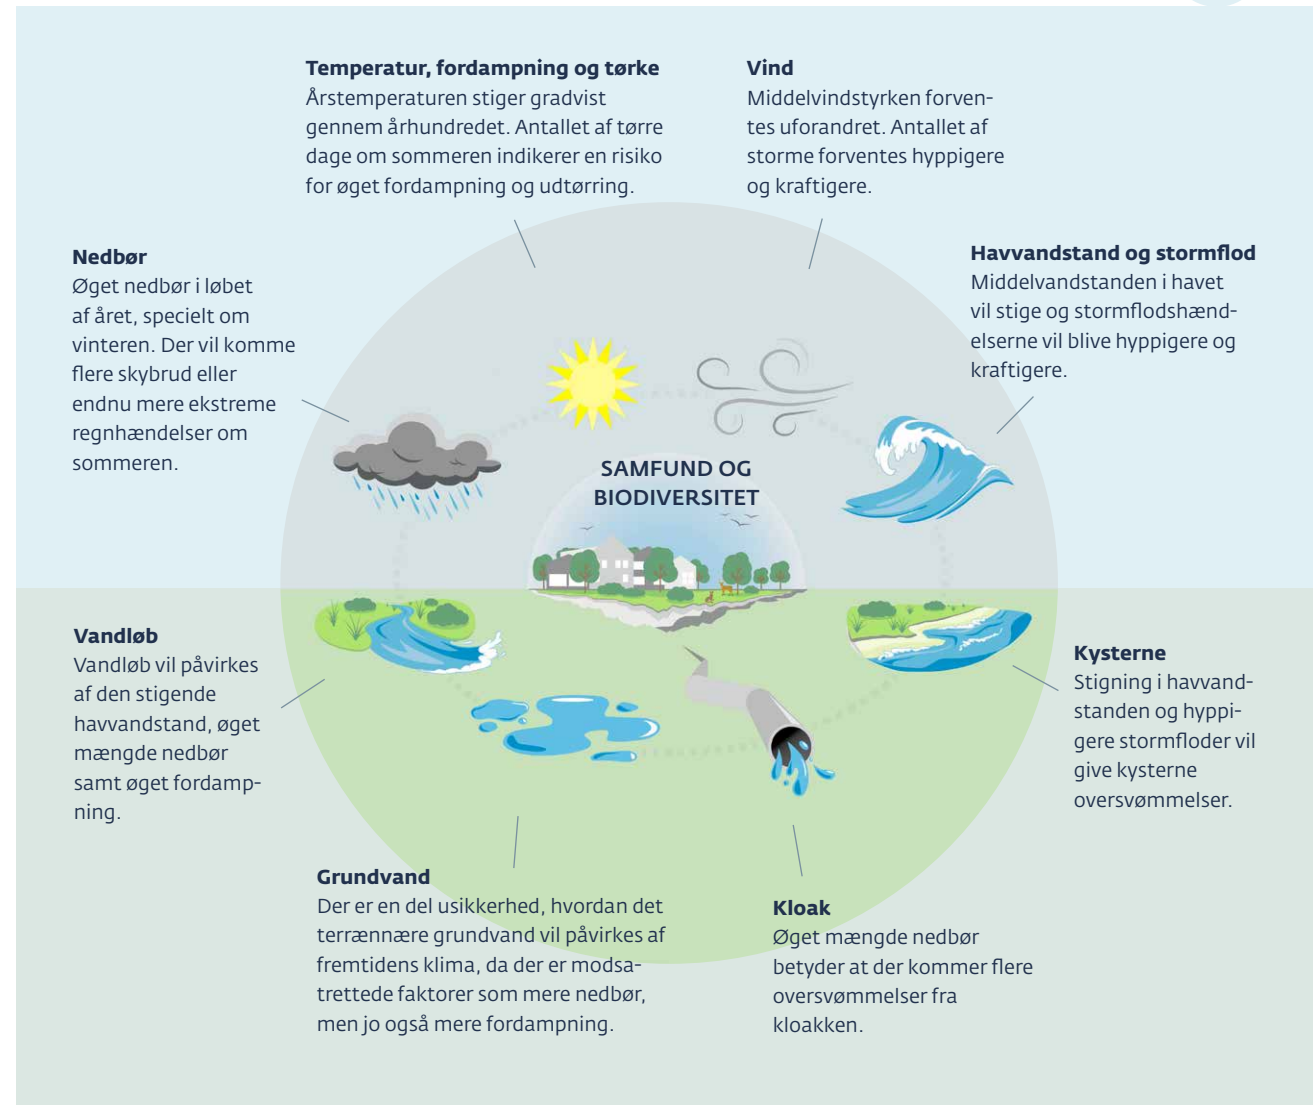 Temperatur, fordampning og tørke
Årstemperaturen stiger gradvist
gennem århundredet. Antallet af tørre
dage om sommeren indikerer en risiko
for øget fordampning og udtørring.
Vind
Middelvindstyrken forven-
tes uforandret. Antallet af
storme forventes hyppigere
og kraftigere.
Nedbør
Øget nedbør i løbet
af året, specielt om
vinteren. Der vil komme
flere skybrud eller
endnu mere ekstreme
regnhændelser om
sommeren.
Havvandstand og stormflod
Middelvandstanden i havet
vil stige og stormflodshænd-
elserne vil blive hyppigere og
kraftigere.
SAMFUND OG
BIODIVERSITET
Vandløb
Vandløb vil påvirkes
af den stigende
havvandstand, øget
mængde nedbør
samt øget fordamp-
ning.
Kysterne
Stigning i havvand-
standen og hyppi-
gere stormfloder vil
give kysterne
oversvømmelser.
Grundvand
Der er en del usikkerhed, hvordan det
terrænnære grundvand vil påvirkes af
fremtidens klima, da der er modsa-
trettede faktorer som mere nedbør,
men jo også mere fordampning.
Kloak
Øget mængde nedbør
betyder at der kommer flere
oversvømmelser fra
kloakken.